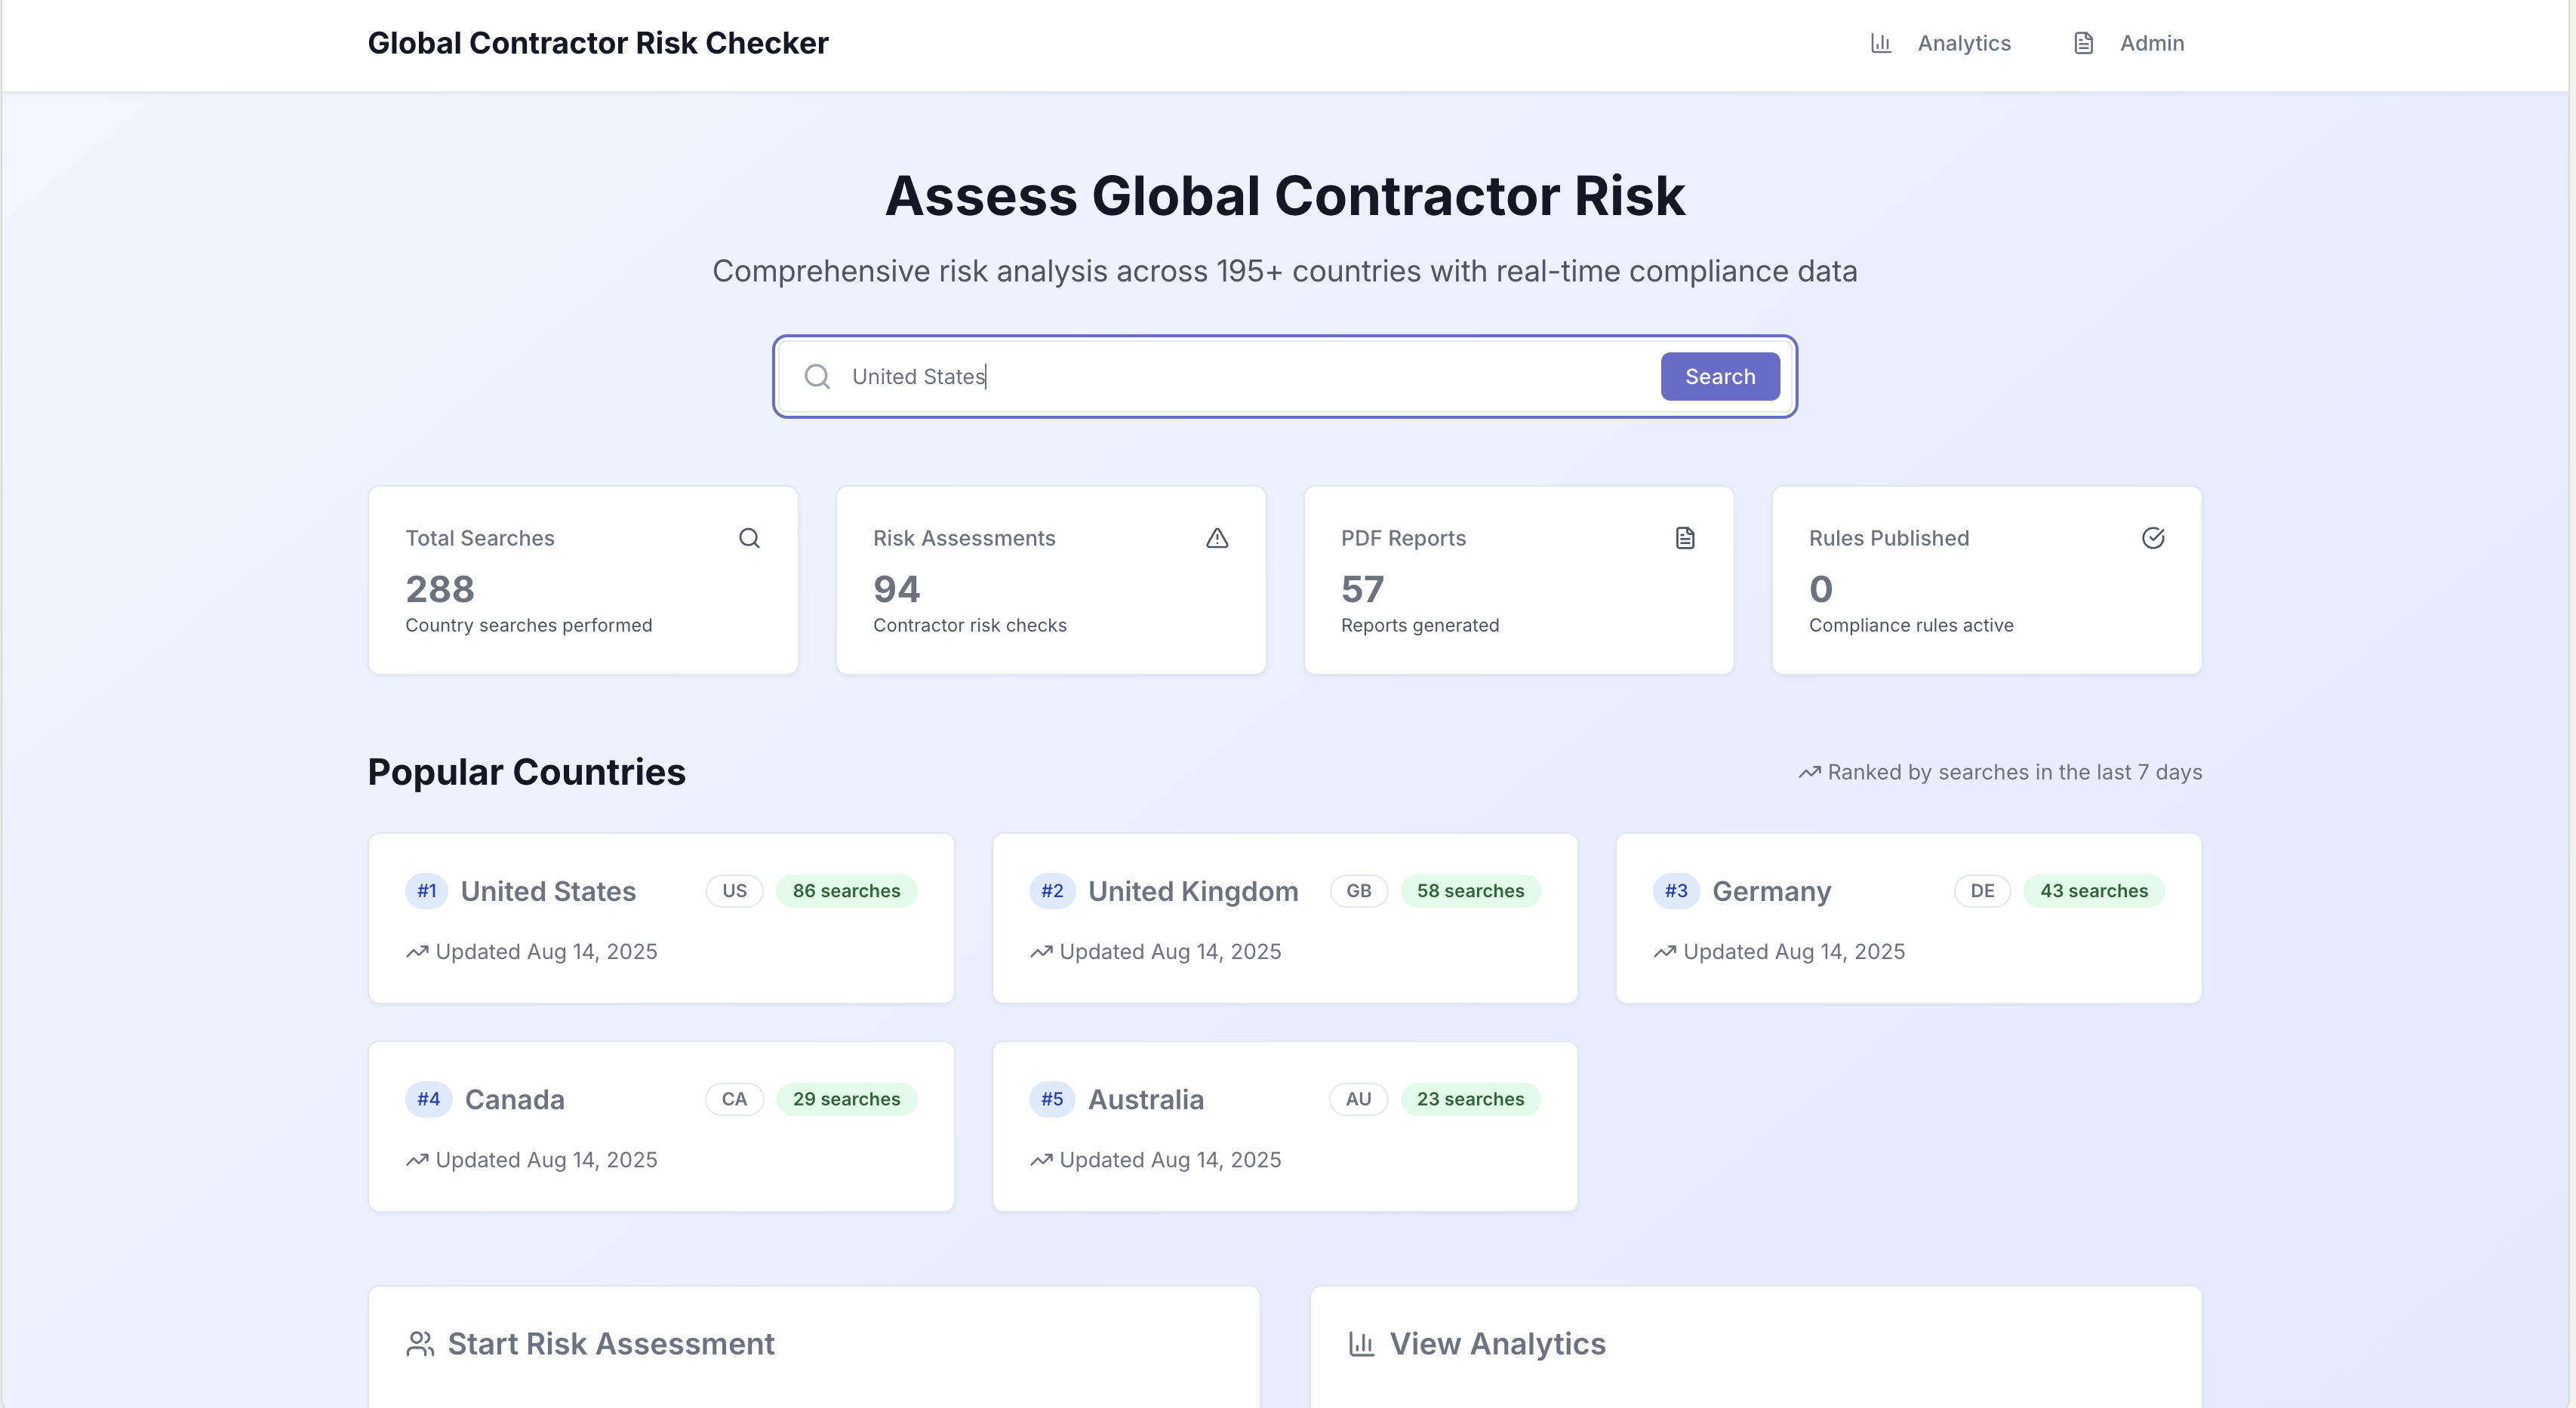 Global Contractor Risk Checker
Analytics
Admin
Assess Global Contractor Risk
Comprehensive risk analysis across 195+ countries with real-time compliance data
United States
Search
Total Searches
288
Country searches performed
Risk Assessments
94
Contractor risk checks
PDF Reports
57
Reports generated
Rules Published
0
Compliance rules active
Popular Countries
Ranked by searches in the last 7 days
#1 United States US 86 searches
Updated Aug 14, 2025
#2 United Kingdom GB 58 searches
Updated Aug 14, 2025
#3 Germany DE 43 searches
Updated Aug 14, 2025
#4 Canada CA 29 searches
Updated Aug 14, 2025
#5 Australia AU 23 searches
Updated Aug 14, 2025
Start Risk Assessment
View Analytics